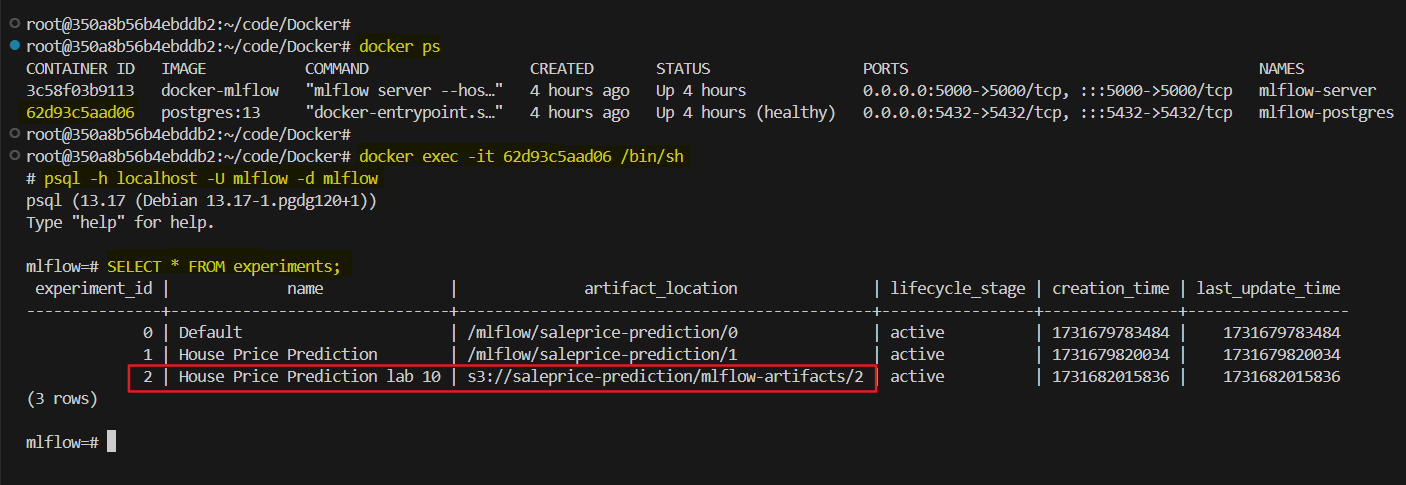 root@350a8b56b4ebddb2:~/code/Docker#
root@350a8b56b4ebddb2:~/code/Docker# docker ps
CONTAINER ID   IMAGE           COMMAND                  CREATED       STATUS                 PORTS                                       NAMES
3c58f03b9113   docker-mlflow   "mlflow server --hos…"   4 hours ago   Up 4 hours             0.0.0.0:5000->5000/tcp, :::5000->5000/tcp   mlflow-server
62d93c5aad06   postgres:13     "docker-entrypoint.s…"   4 hours ago   Up 4 hours (healthy)   0.0.0.0:5432->5432/tcp, :::5432->5432/tcp   mlflow-postgres
root@350a8b56b4ebddb2:~/code/Docker#
root@350a8b56b4ebddb2:~/code/Docker# docker exec -it 62d93c5aad06 /bin/sh
# psql -h localhost -U mlflow -d mlflow
psql (13.17 (Debian 13.17-1.pgdg120+1))
Type "help" for help.
mlflow=# SELECT * FROM experiments;
 experiment_id |             name              |              artifact_location               | lifecycle_stage | creation_time | last_update_time
---------------+-------------------------------+----------------------------------------------+-----------------+---------------+------------------
             0 | Default                       | /mlflow/saleprice-prediction/0               | active          | 1731679783484 |    1731679783484
             1 | House Price Prediction        | /mlflow/saleprice-prediction/1               | active          | 1731679820034 |    1731679820034
             2 | House Price Prediction lab 10 | s3://saleprice-prediction/mlflow-artifacts/2 | active          | 1731682015836 |    1731682015836
(3 rows)
mlflow=#